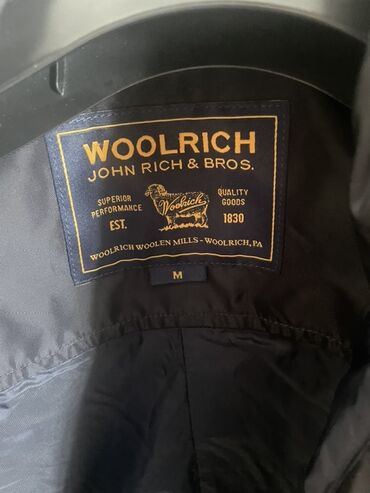 WOOLRICH
JOHN RICH & BROS.
SUPERIOR PERFORMANCE
EST.
Woolrich
QUALITY GOODS
1830
WOOLRICH WOOLEN MILLS - WOOLRICH, PA
M